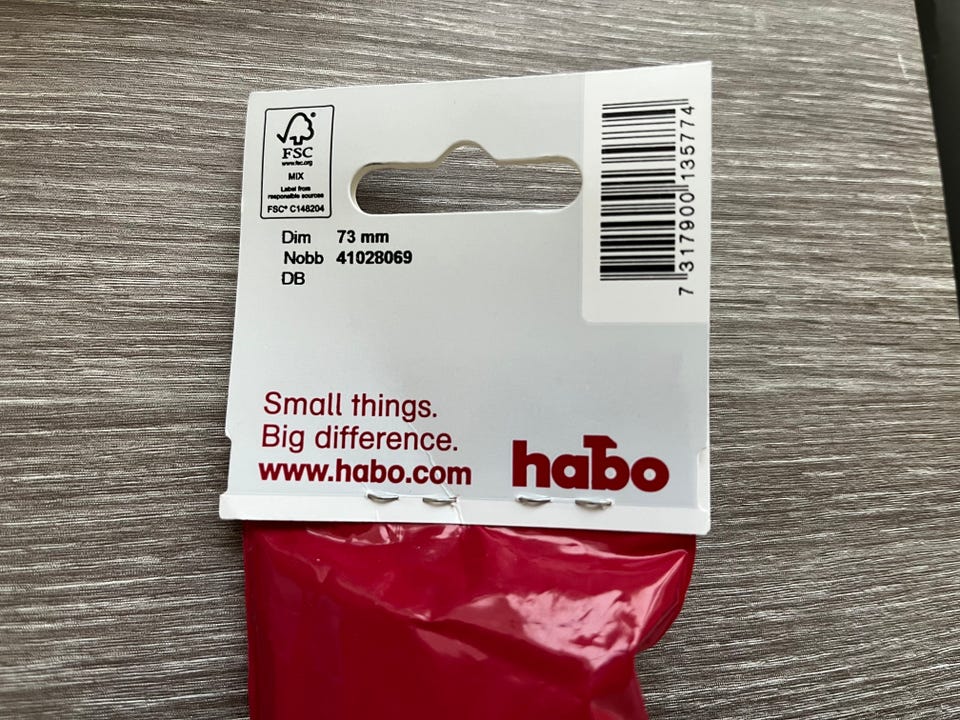 FSC
www.fsc.org
MIX
Label from
responsible sources
FSC® C148204
Dim 73 mm
Nobb 41028069
DB
7 317900 135774
Small things.
Big difference.
www.habo.com
habo